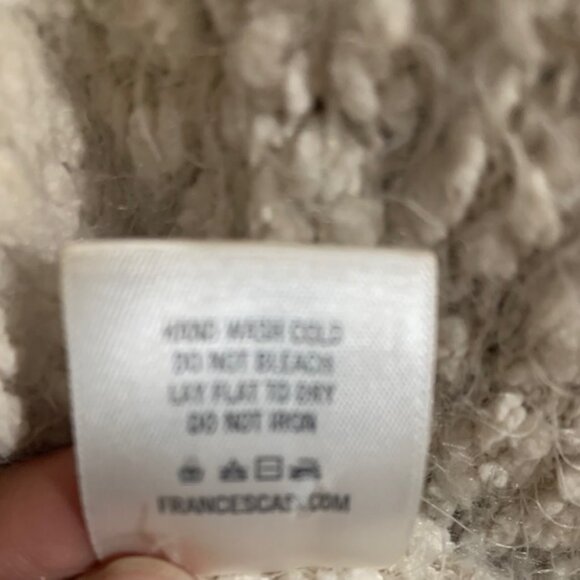 HAND WASH COLD
DO NOT BLEACH
LAY FLAT TO DRY
DO NOT IRON
FRANCESCAS.COM